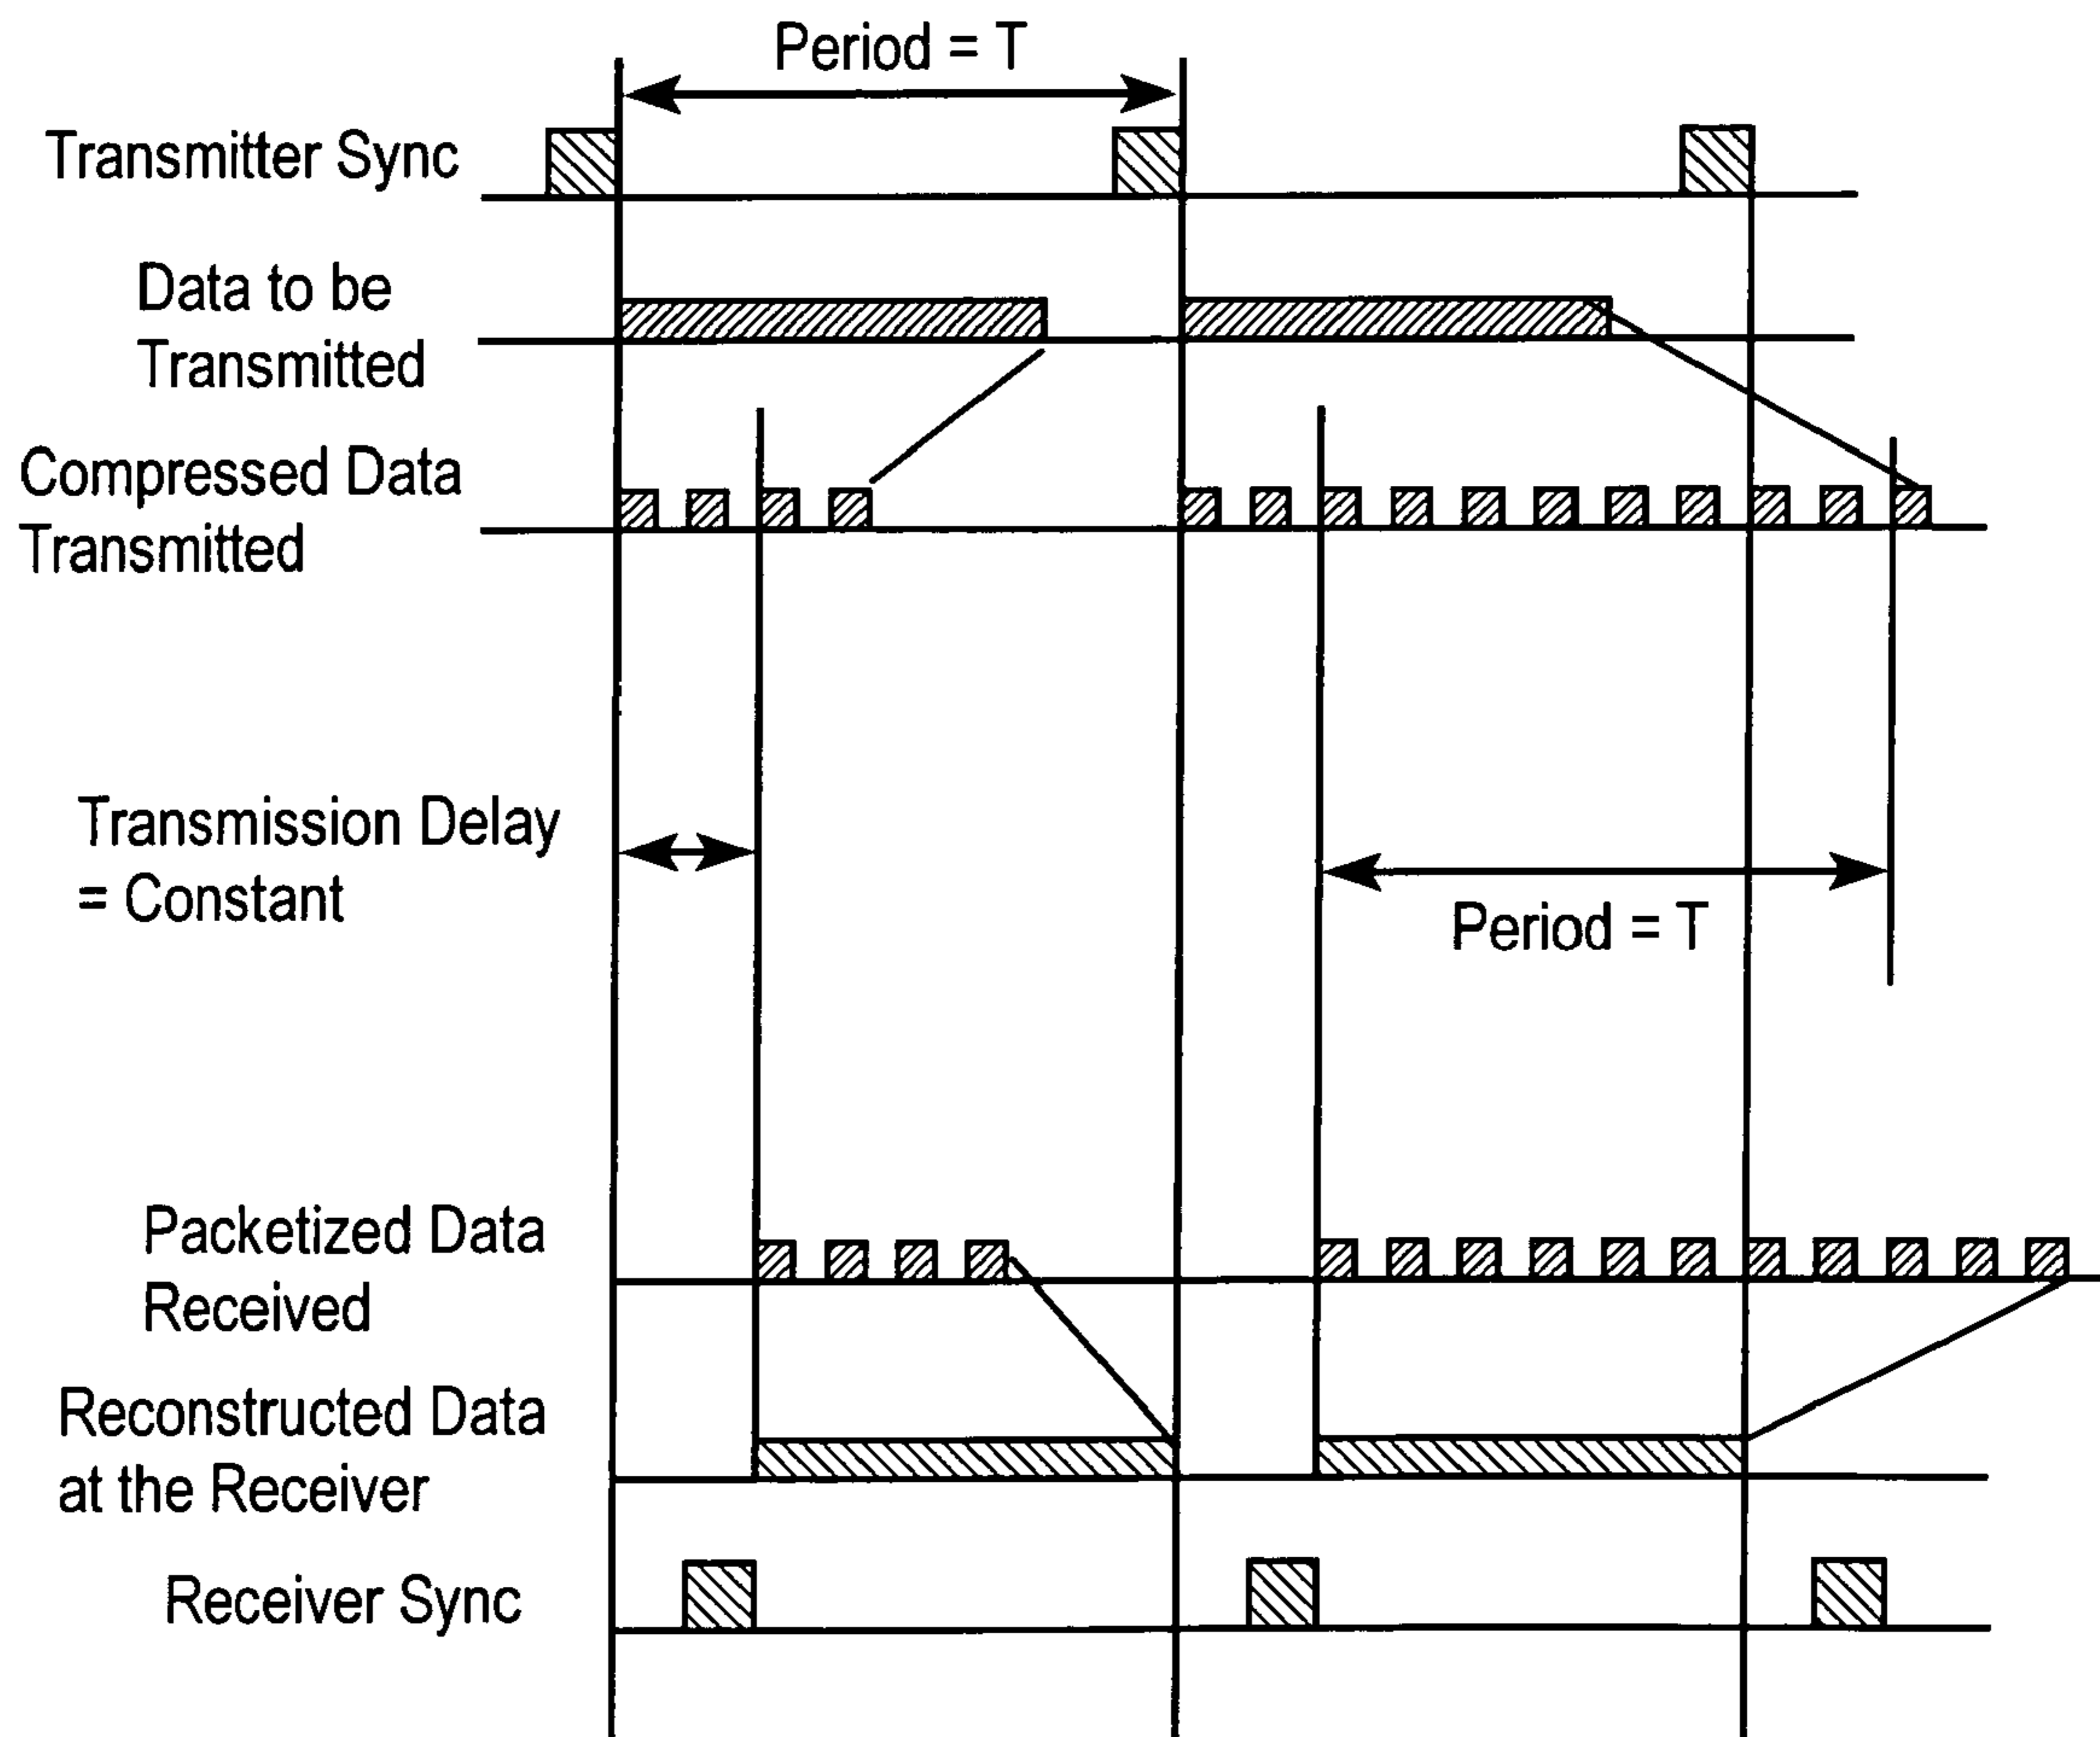 Period = T
Transmitter Sync
Data to be
Transmitted
Compressed Data
Transmitted
Transmission Delay
= Constant
Period = T
Packetized Data
Received
Reconstructed Data
at the Receiver
Receiver Sync